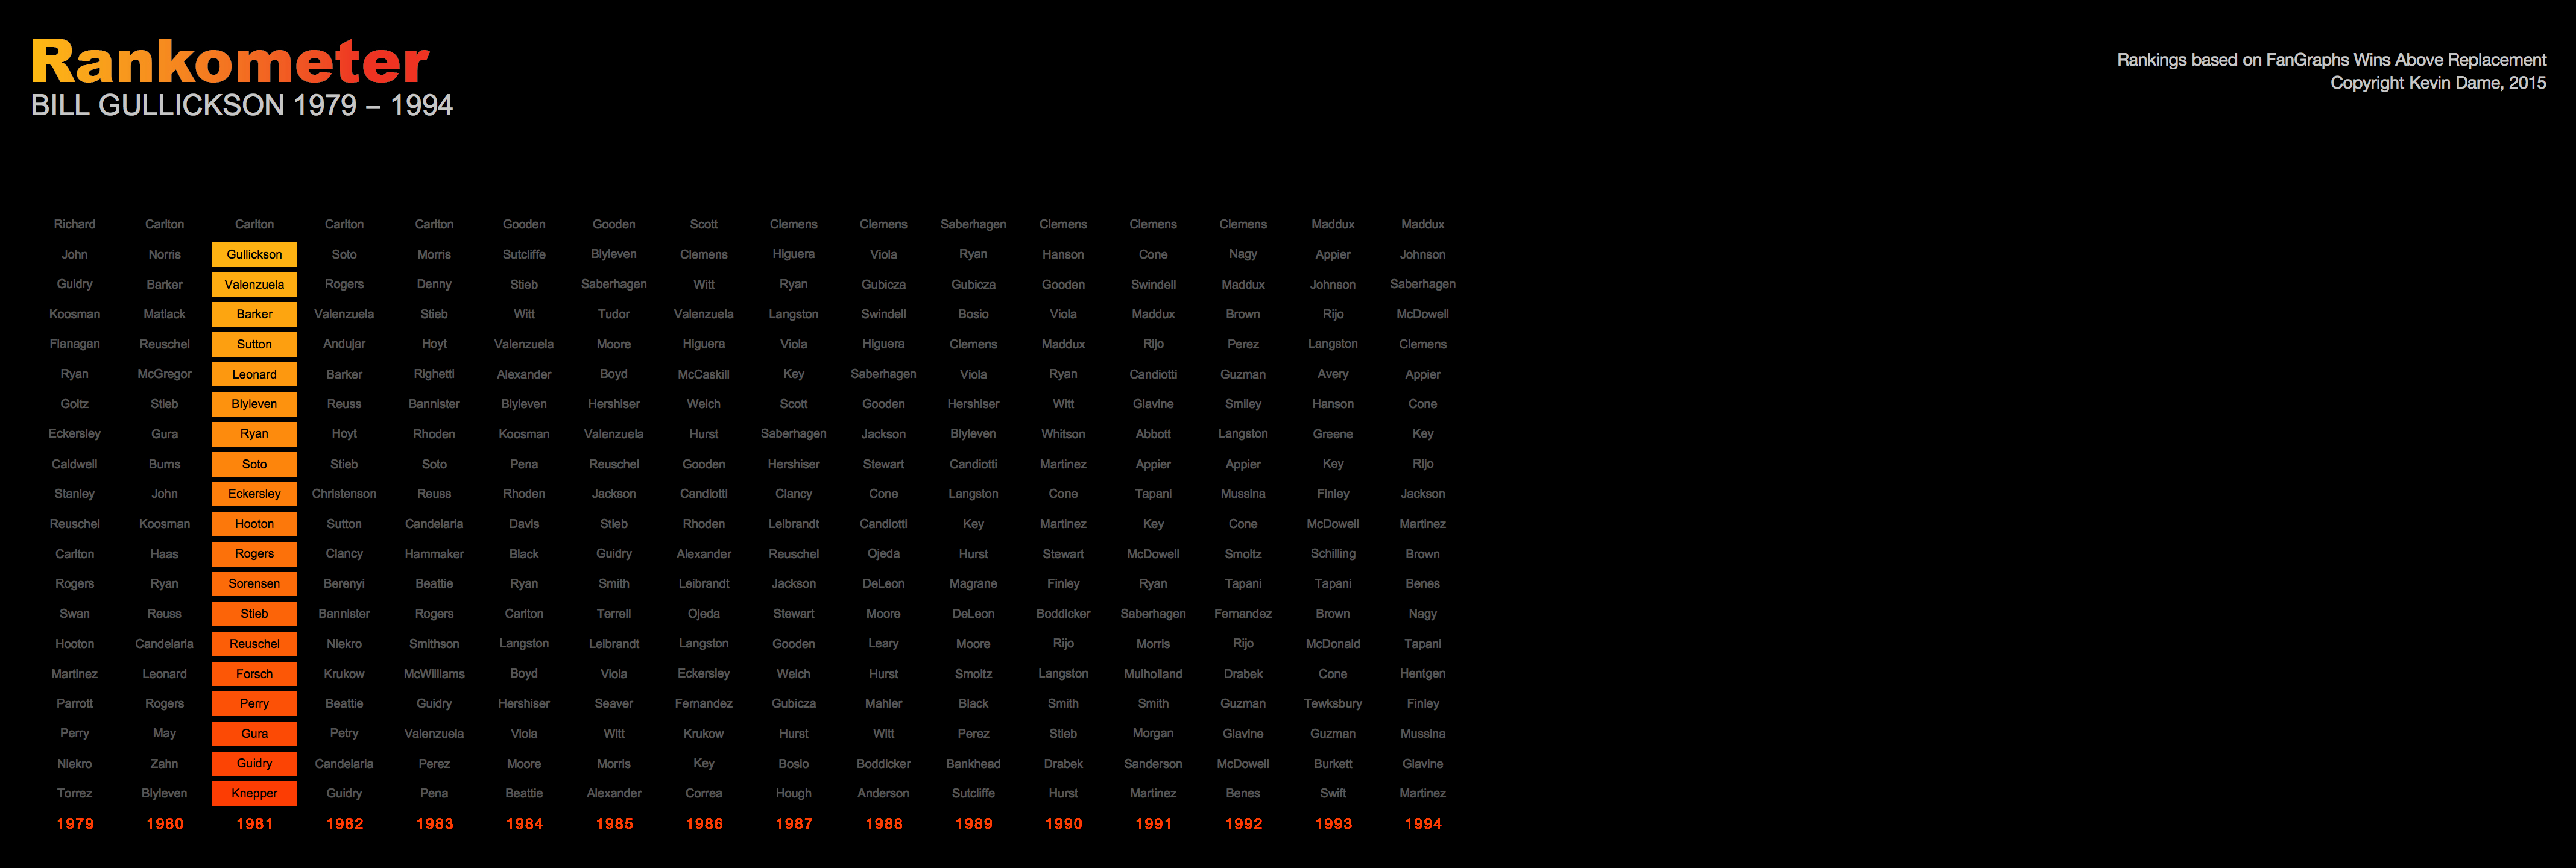 Rankometer
BILL GULLICKSON 1979 – 1994
Rankings based on FanGraphs Wins Above Replacement
Copyright Kevin Dame, 2015
Richard Carlton Carlton Carlton Carlton Gooden Gooden Scott Clemens Clemens Saberhagen Clemens Clemens Clemens Maddux Maddux
John Norris Gullickson Soto Morris Sutcliffe Blyleven Clemens Higuera Viola Ryan Hanson Cone Nagy Appier Johnson
Guidry Barker Valenzuela Rogers Denny Stieb Saberhagen Witt Ryan Gubicza Gubicza Gooden Swindell Maddux Johnson Saberhagen
Koosman Matlack Barker Valenzuela Stieb Witt Tudor Valenzuela Langston Swindell Bosio Viola Maddux Brown Rijo McDowell
Flanagan Reuschel Sutton Andujar Hoyt Valenzuela Moore Higuera Viola Higuera Clemens Maddux Rijo Perez Langston Clemens
Ryan McGregor Leonard Barker Righetti Alexander Boyd McCaskill Key Saberhagen Viola Ryan Candiotti Guzman Avery Appier
Goltz Stieb Blyleven Reuss Bannister Blyleven Hershiser Welch Scott Gooden Hershiser Witt Glavine Smiley Hanson Cone
Eckersley Gura Ryan Hoyt Rhoden Koosman Valenzuela Hurst Saberhagen Jackson Blyleven Whitson Abbott Langston Greene Key
Caldwell Burns Soto Stieb Soto Pena Reuschel Gooden Hershiser Stewart Candiotti Martinez Appier Appier Key Rijo
Stanley John Eckersley Christenson Reuss Rhoden Jackson Candiotti Clancy Cone Langston Cone Tapani Mussina Finley Jackson
Reuschel Koosman Hooton Sutton Candelaria Davis Stieb Rhoden Leibrandt Candiotti Key Martinez Key Cone McDowell Martinez
Carlton Haas Rogers Clancy Hammaker Black Guidry Alexander Reuschel Ojeda Hurst Stewart McDowell Smoltz Schilling Brown
Rogers Ryan Sorensen Berenyi Beattie Ryan Smith Leibrandt Jackson DeLeon Magrane Finley Ryan Tapani Tapani Benes
Swan Reuss Stieb Bannister Rogers Carlton Terrell Ojeda Stewart Moore DeLeon Boddicker Saberhagen Fernandez Brown Nagy
Hooton Candelaria Reuschel Niekro Smithson Langston Leibrandt Langston Gooden Leary Moore Rijo Morris Rijo McDonald Tapani
Martinez Leonard Forsch Krukow McWilliams Boyd Viola Eckersley Welch Hurst Smoltz Langston Mulholland Drabek Cone Hentgen
Parrott Rogers Perry Beattie Guidry Hershiser Seaver Fernandez Gubicza Mahler Black Smith Smith Guzman Tewksbury Finley
Perry May Gura Petry Valenzuela Viola Witt Krukow Hurst Witt Perez Stieb Morgan Glavine Guzman Mussina
Niekro Zahn Guidry Candelaria Perez Moore Morris Key Bosio Boddicker Bankhead Drabek Sanderson McDowell Burkett Glavine
Torrez Blyleven Knepper Guidry Pena Beattie Alexander Correa Hough Anderson Sutcliffe Hurst Martinez Benes Swift Martinez
1979 1980 1981 1982 1983 1984 1985 1986 1987 1988 1989 1990 1991 1992 1993 1994